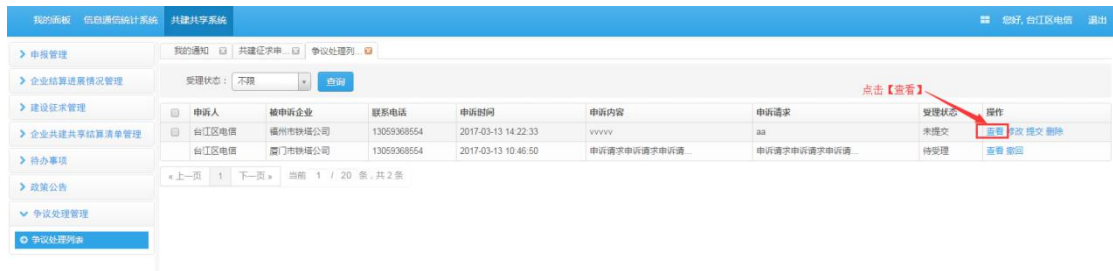 我的面板 信息通信统计系统 共建共享系统 您好, 台江区电信 退出
申报管理
企业结算进展情况管理
建设征求管理
企业共建共享结算清单管理
待办事项
政策公告
争议处理管理
争议处理列表
我的通知 共建征求申... 争议处理列...
受理状态： 不限 查询
点击【查看】
申诉人 被申诉企业 联系电话 申诉时间 申诉内容 申诉请求 受理状态 操作
台江区电信 福州市铁塔公司 13059368554 2017-03-13 14:22:33 vvvvv aa 未提交 查看 修改 提交 删除
台江区电信 厦门市铁塔公司 13059368554 2017-03-13 10:46:50 申诉请求申诉请求申诉请... 申诉请求申诉请求申诉请... 待受理 查看 撤回
« 上一页 1 下一页 » 当前 1 / 20 条 , 共 2 条